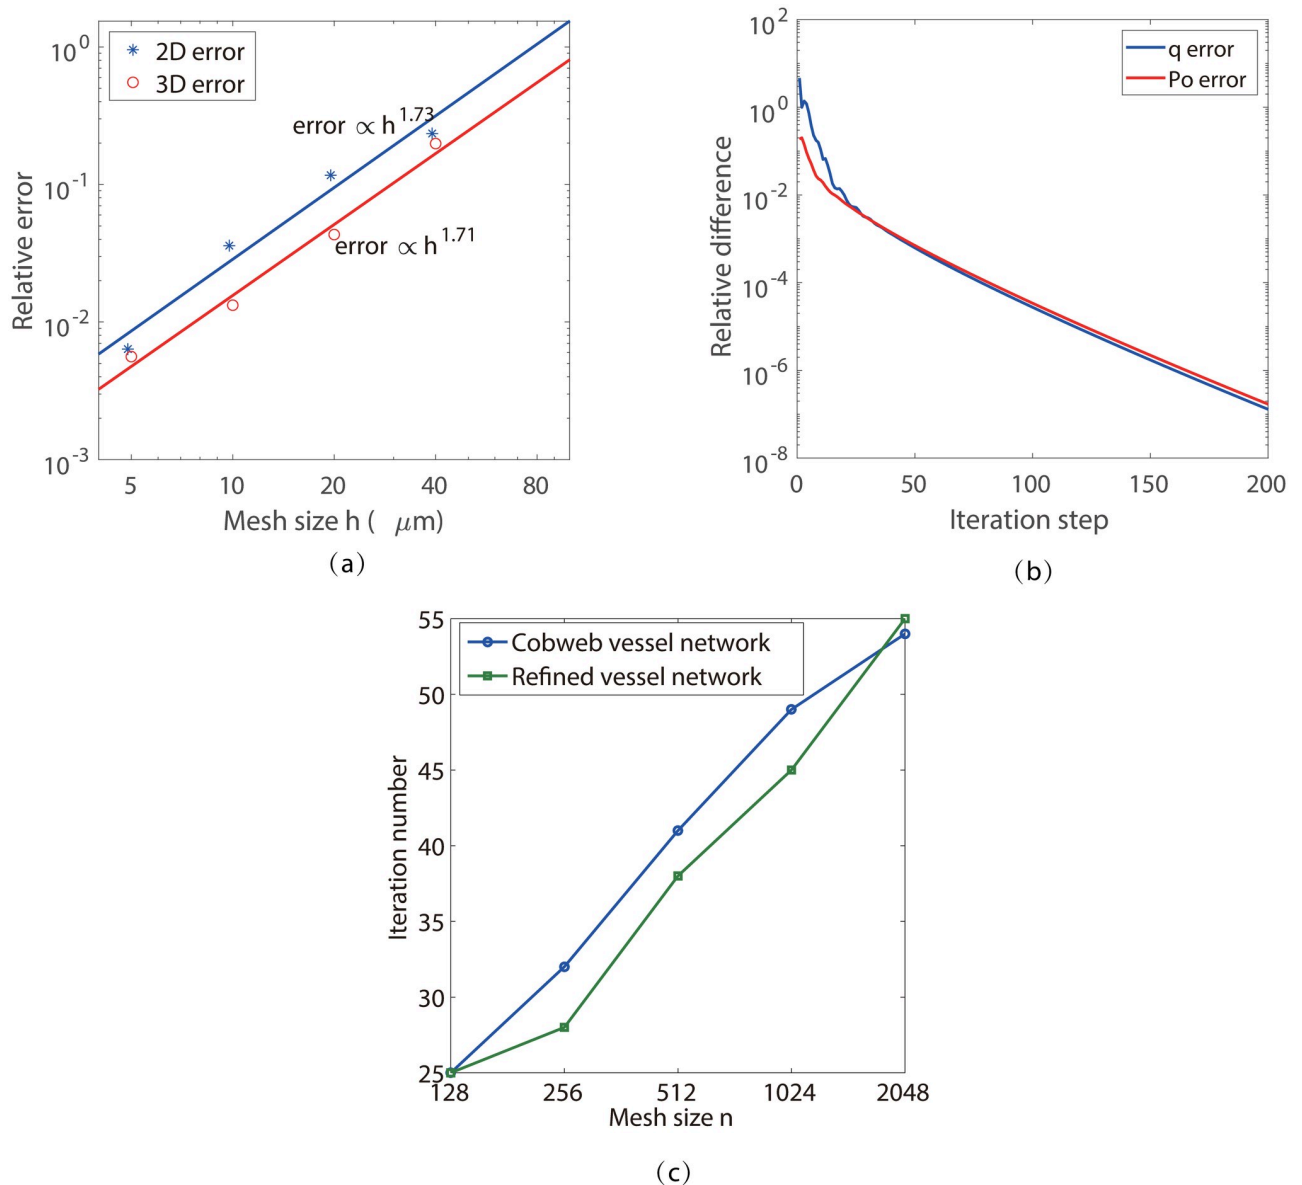 2D error
3D error
error ∝ h^1.73
error ∝ h^1.71
10^0
10^-1
10^-2
10^-3
Relative error
5 10 20 40 80
Mesh size h ( μm)
(a)
q error
Po error
10^2
10^0
10^-2
10^-4
10^-6
10^-8
Relative difference
0 50 100 150 200
Iteration step
(b)
Cobweb vessel network
Refined vessel network
55
50
45
40
35
30
25
Iteration number
128 256 512 1024 2048
Mesh size n
(c)